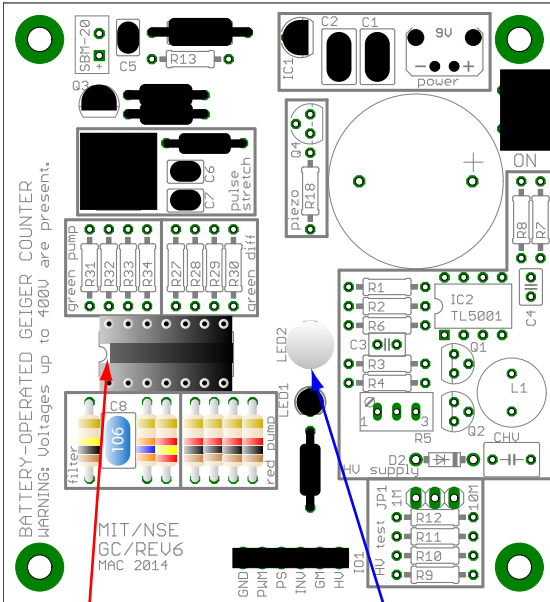 SBM-20
+
C5
R13
Q3
IC1
C2
C1
9V
- +
power
Q4
piezo
R18
+
ON
C6
C7
pulse
stretch
BATTERY-OPERATED GEIGER COUNTER
WARNING: Voltages up to 400V are present.
green pump
R31
R32
R33
R34
R27
R28
R29
R30
green diff
R8
R7
C4
R1
R2
R6
C3
R3
R4
IC2
TL5001
Q1
LED2
LED1
L1
1
3
R5
Q2
CHV
D2
HV supply
filter
C8
106
red pump
HV test
JP1
1M
10M
R12
R11
R10
R9
MIT/NSE
GC/REV6
MAC 2014
GND
PWM
PS
INV
GM
HV
IO1